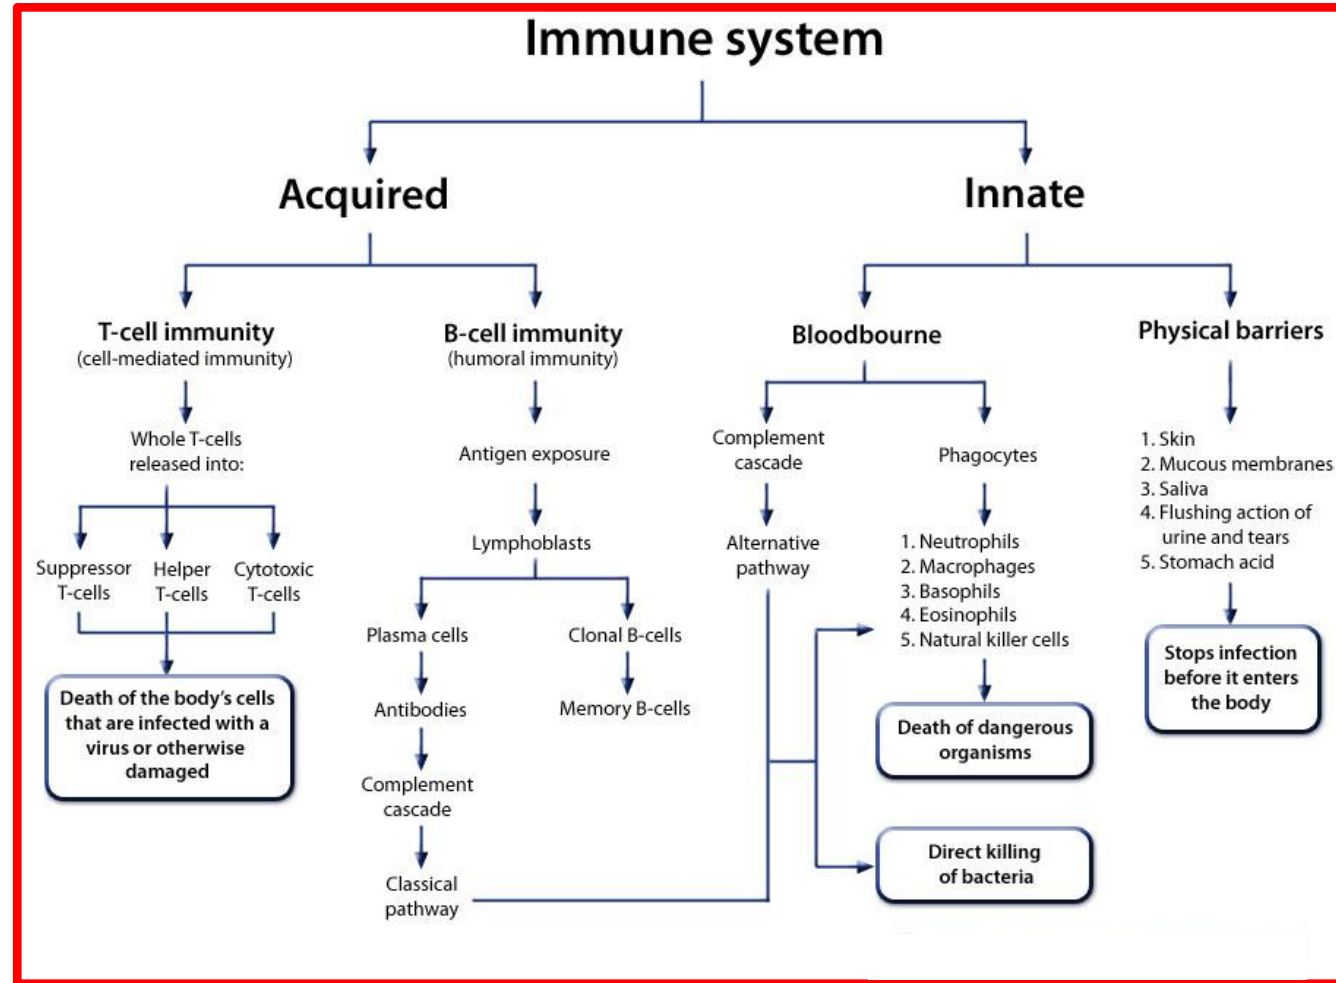 Immune system
Acquired
Innate
T-cell immunity
(cell-mediated immunity)
B-cell immunity
(humoral immunity)
Bloodbourne
Physical barriers
Whole T-cells
released into:
Suppressor
T-cells
Helper
T-cells
Cytotoxic
T-cells
Death of the body's cells
that are infected with a
virus or otherwise
damaged
Antigen exposure
Lymphoblasts
Plasma cells
Clonal B-cells
Antibodies
Memory B-cells
Complement
cascade
Classical
pathway
Complement
cascade
Alternative
pathway
Phagocytes
1. Neutrophils
2. Macrophages
3. Basophils
4. Eosinophils
5. Natural killer cells
Death of dangerous
organisms
Direct killing
of bacteria
1. Skin
2. Mucous membranes
3. Saliva
4. Flushing action of
urine and tears
5. Stomach acid
Stops infection
before it enters
the body